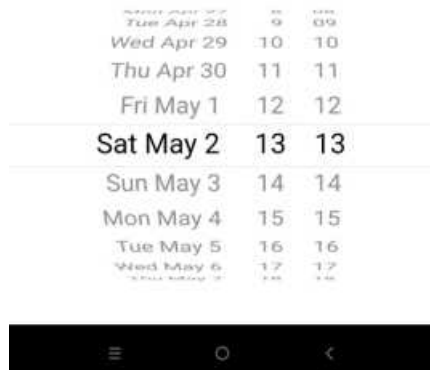 Tue Apr 28 9 09
Wed Apr 29 10 10
Thu Apr 30 11 11
Fri May 1 12 12
Sat May 2 13 13
Sun May 3 14 14
Mon May 4 15 15
Tue May 5 16 16
Wed May 6 17 17